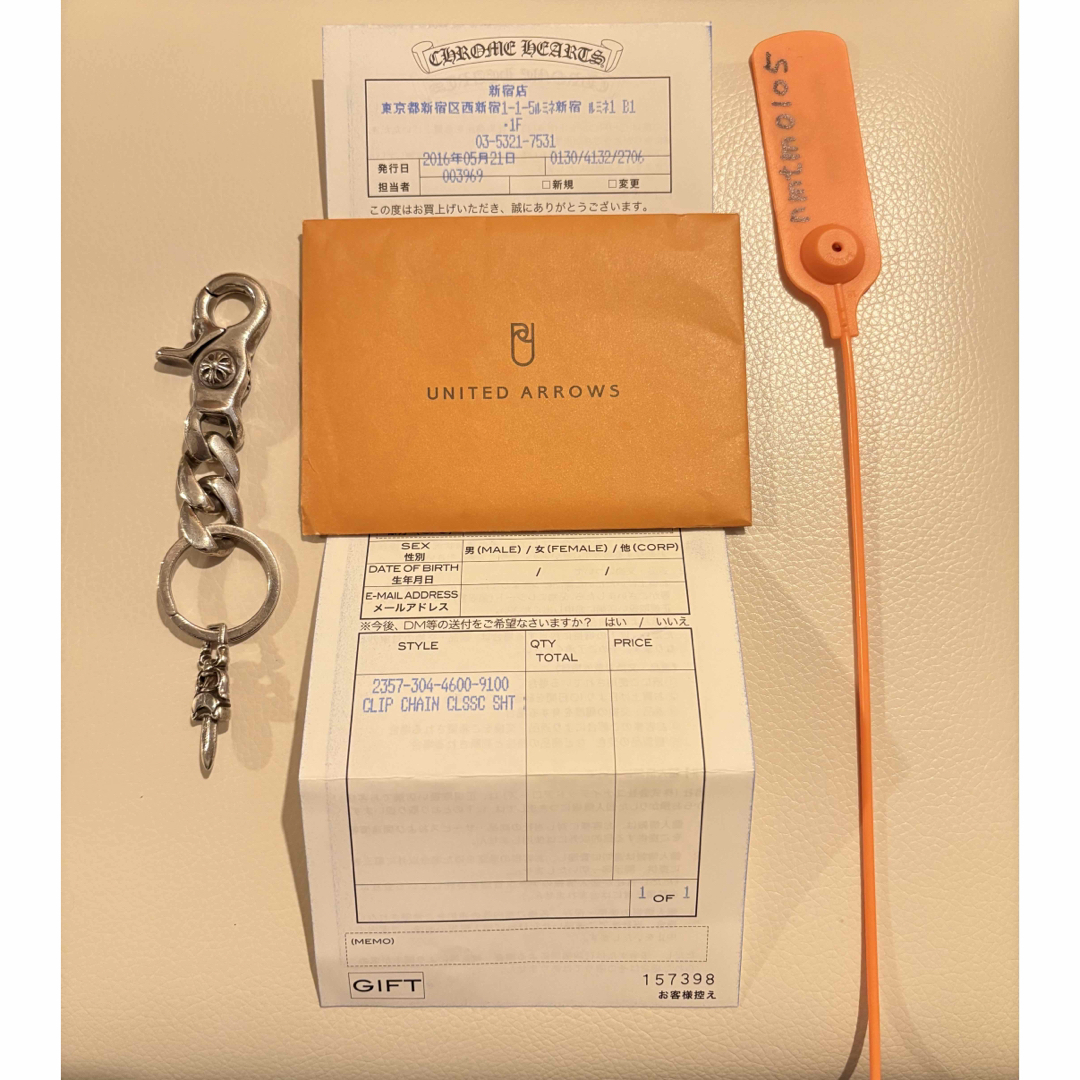 CHROME HEARTS
新宿店
東京都新宿区西新宿1-1-5ルミネ新宿 ルミネ1 B1
・1F
03-5321-7531
発行日 2016年05月21日 0130/4132/2706
担当者 003969 □新規 □変更
この度はお買上げいただき、誠にありがとうございます。
UNITED ARROWS
SEX
性別
男(MALE) / 女(FEMALE) / 他(CORP)
DATE OF BIRTH
生年月日
/ /
E-MAIL ADDRESS
メールアドレス
※今後、DM等の送付をご希望なさいますか? はい / いいえ
STYLE QTY TOTAL PRICE
2357-304-4600-9100
CLIP CHAIN CLSSC SHT
1 OF 1
(MEMO)
GIFT
157398
お客様控え